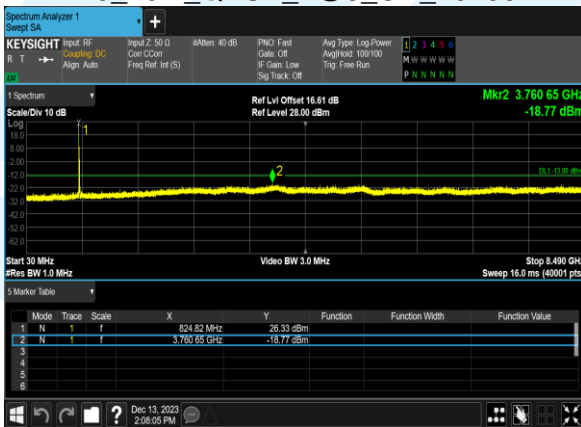 Spectrum Analyzer 1
Swept SA
KEYSIGHT Input: RF Input Z: 50 Ω #Atten: 40 dB PNO: Fast Avg Type: Log-Power 1 2 3 4 5 6
R T Coupling: DC Corr CCorr Gate: Off Avg|Hold: 100/100 M W W W W W
Align: Auto Freq Ref: Int (S) IF Gain: Low Trig: Free Run
Sig Track: Off P N N N N N
LXI
1 Spectrum Mkr2 3.760 65 GHz
Ref Lvl Offset 16.61 dB
Scale/Div 10 dB Ref Level 28.00 dBm -18.77 dBm
Log
18.0
8.00
-2.00
-12.0
-22.0
-32.0
-42.0
-52.0
-62.0
1
2
DL1 -13.00 dBm
Start 30 MHz Video BW 3.0 MHz Stop 8.490 GHz
#Res BW 1.0 MHz Sweep 16.0 ms (40001 pts
5 Marker Table
Mode Trace Scale X Y Function Function Width Function Value
1 N 1 f 824.82 MHz 26.33 dBm
2 N 1 f 3.760 65 GHz -18.77 dBm
3
4
5
6
? Dec 13, 2023
2:08:05 PM